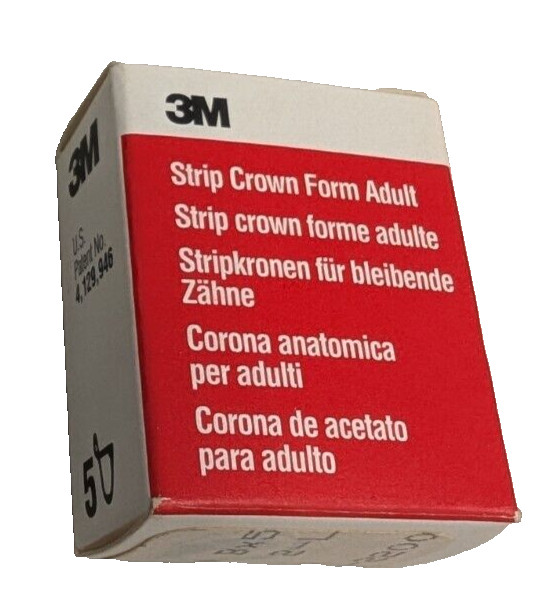 3M
Strip Crown Form Adult
Strip crown forme adulte
Stripkronen für bleibende
Zähne
Corona anatomica
per adulti
Corona de acetato
para adulto
3M
U.S.
Patent No.
4,129,946
5